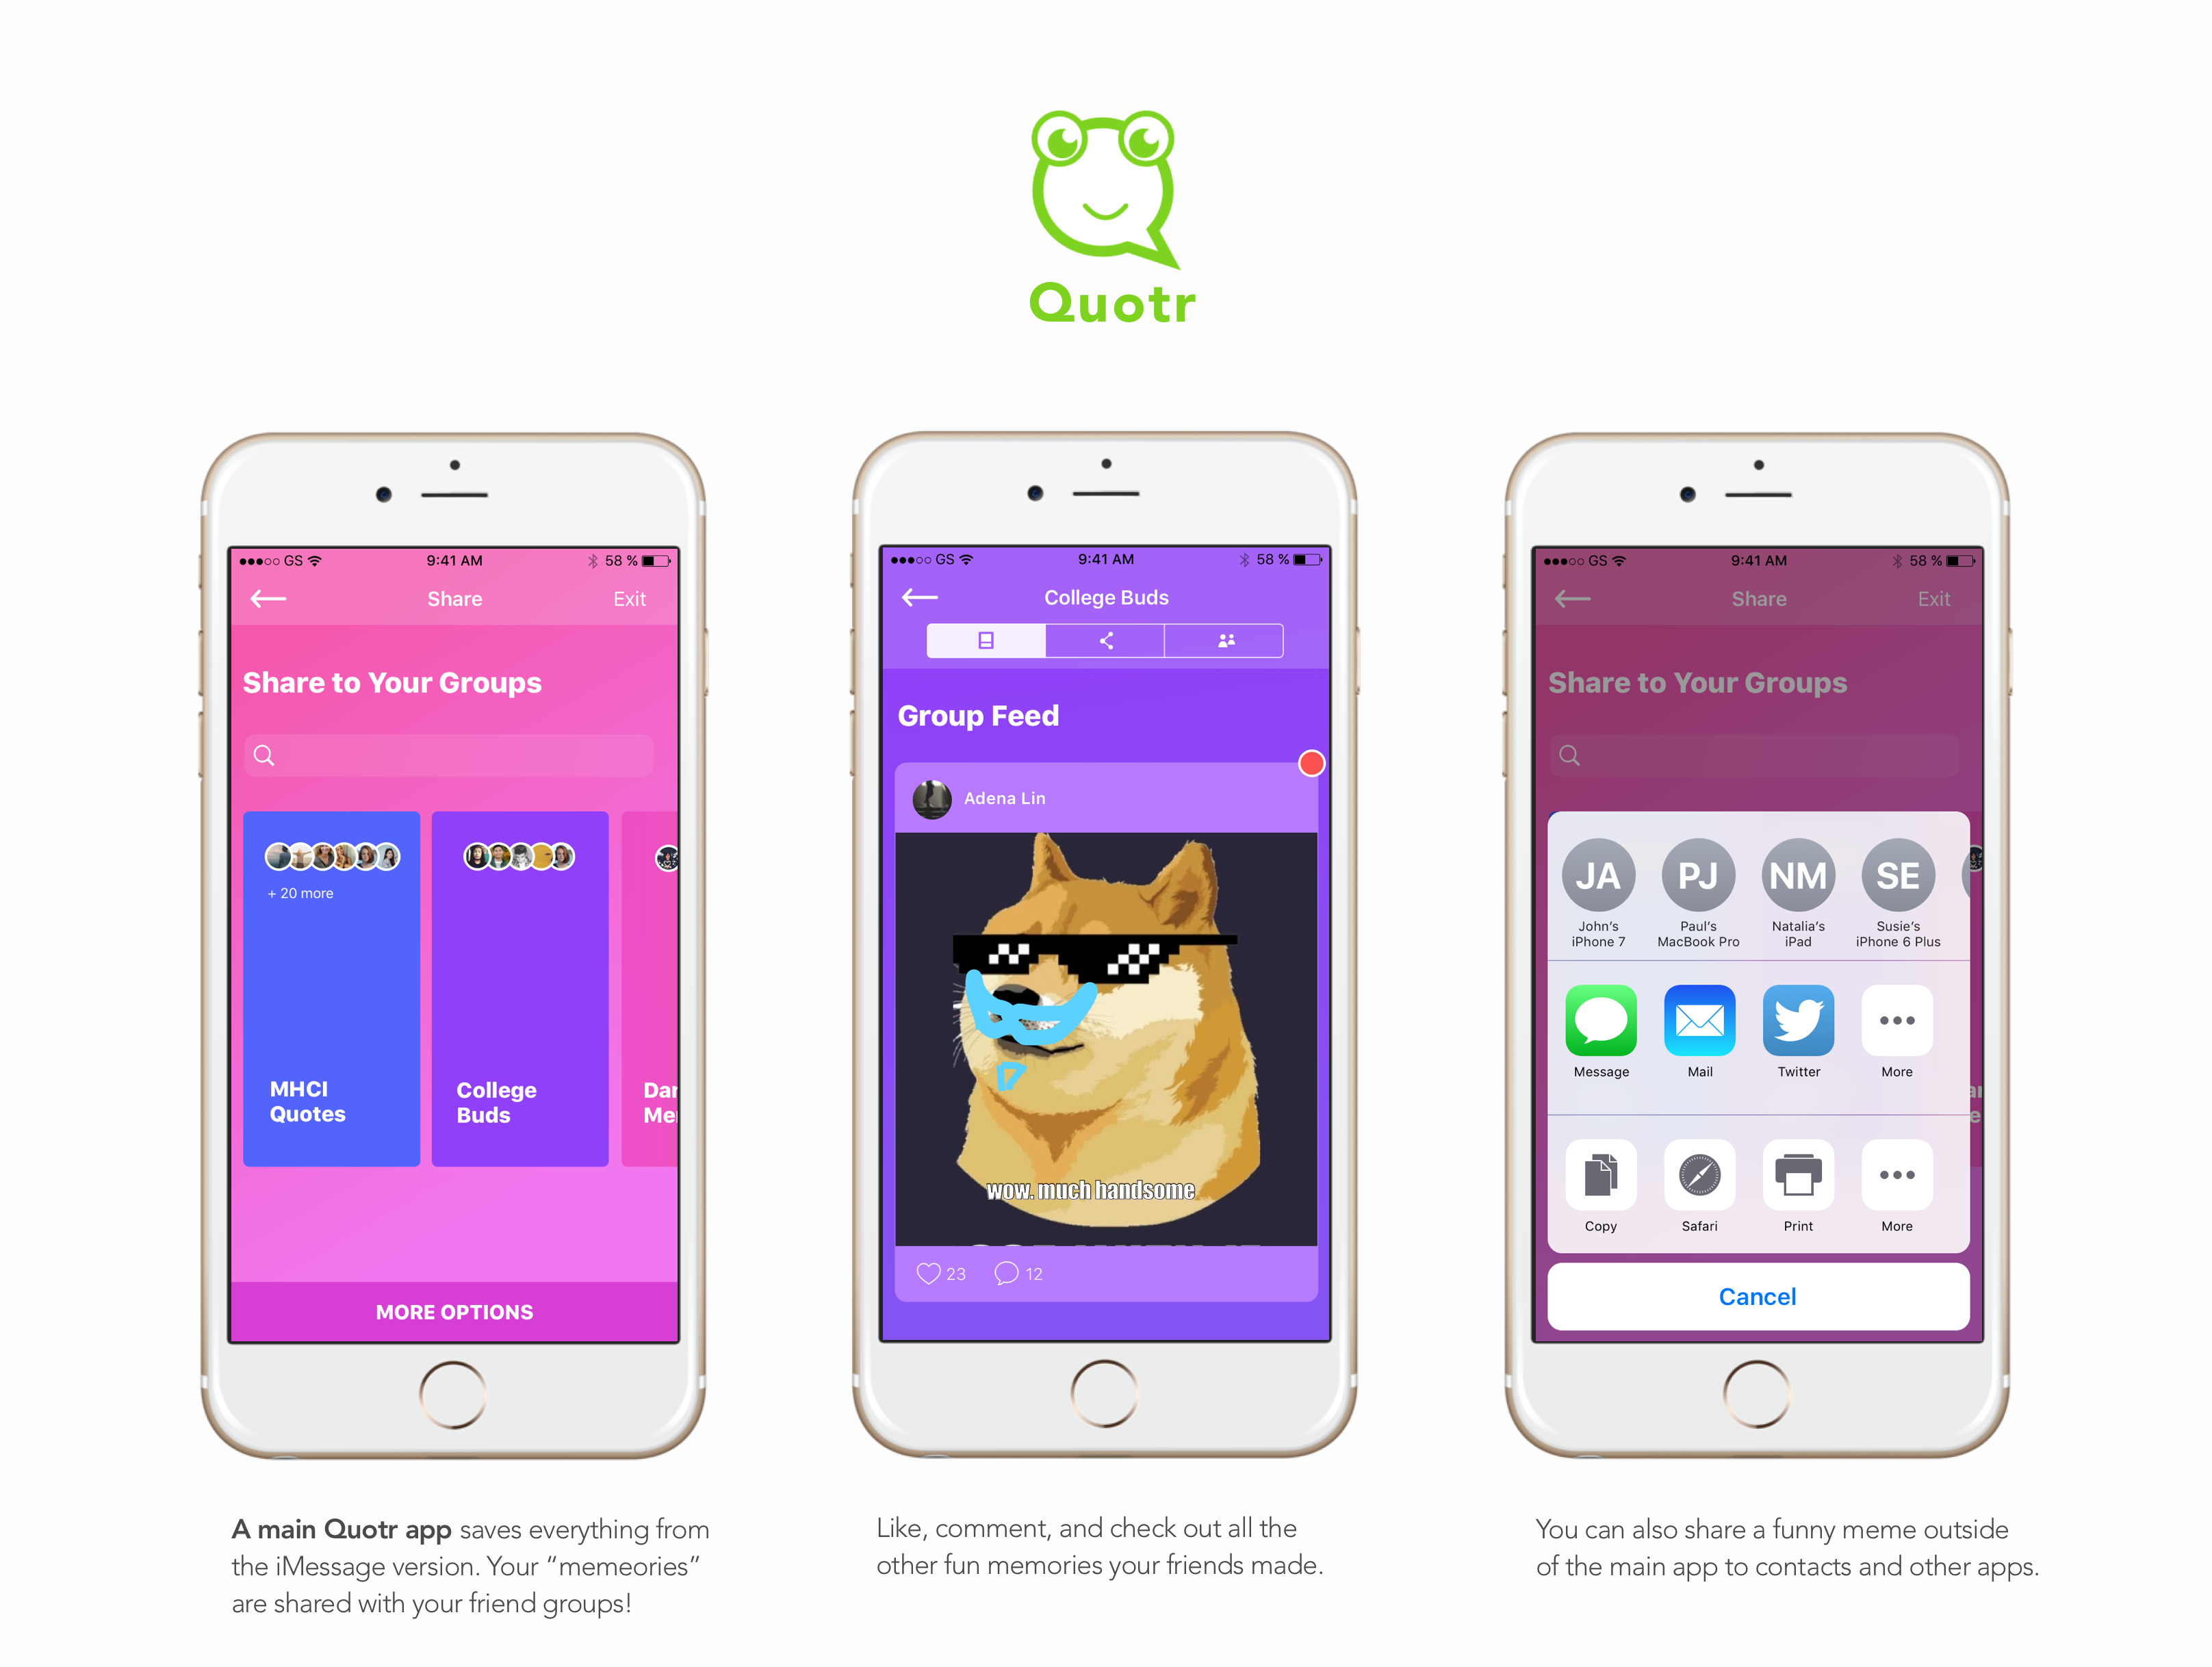 Quotr
GS 9:41 AM 58 %
Share Exit
Share to Your Groups
+ 20 more
MHCI
Quotes
College
Buds
Dar
Me
MORE OPTIONS
A main Quotr app saves everything from
the iMessage version. Your “memeories”
are shared with your friend groups!
GS 9:41 AM 58 %
College Buds
Group Feed
Adena Lin
wow. much handsome
23 12
Like, comment, and check out all the
other fun memories your friends made.
GS 9:41 AM 58 %
Share Exit
Share to Your Groups
JA PJ NM SE
John’s Paul’s Natalia’s Susie’s
iPhone 7 MacBook Pro iPad iPhone 6 Plus
Message Mail Twitter More
Copy Safari Print More
Cancel
You can also share a funny meme outside
of the main app to contacts and other apps.